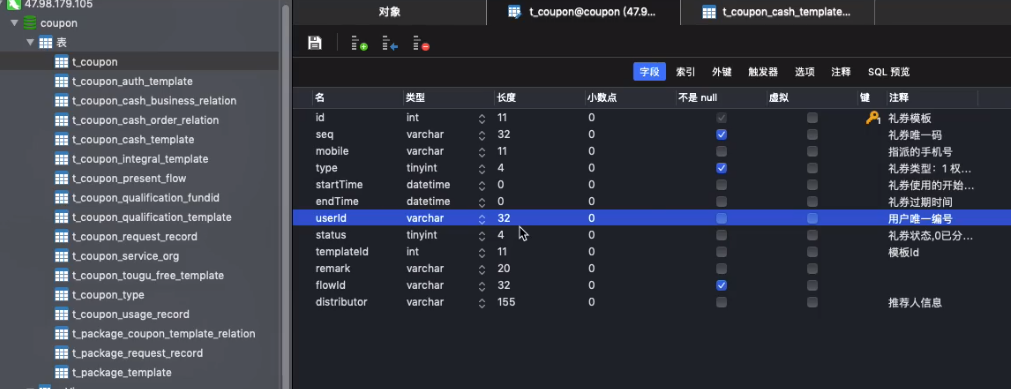 47.98.179.105
coupon
表
t_coupon
t_coupon_auth_template
t_coupon_cash_business_relation
t_coupon_cash_order_relation
t_coupon_cash_template
t_coupon_integral_template
t_coupon_present_flow
t_coupon_qualification_fundid
t_coupon_qualification_template
t_coupon_request_record
t_coupon_service_org
t_coupon_tougu_free_template
t_coupon_type
t_coupon_usage_record
t_package_coupon_template_relation
t_package_request_record
t_package_template
对象 t_coupon@coupon (47.9... t_coupon_cash_template...
字段 索引 外键 触发器 选项 注释 SQL 预览
名 类型 长度 小数点 不是 null 虚拟 键 注释
id int 11 0 礼券模板
seq varchar 32 0 礼券唯一码
mobile varchar 11 0 指派的手机号
type tinyint 4 0 礼券类型：1 权...
startTime datetime 0 0 礼券使用的开始...
endTime datetime 0 0 礼券过期时间
userId varchar 32 0 用户唯一编号
status tinyint 4 0 礼券状态,0已分...
templateId int 11 0 模板Id
remark varchar 20 0
flowId varchar 32 0
distributor varchar 155 0 推荐人信息